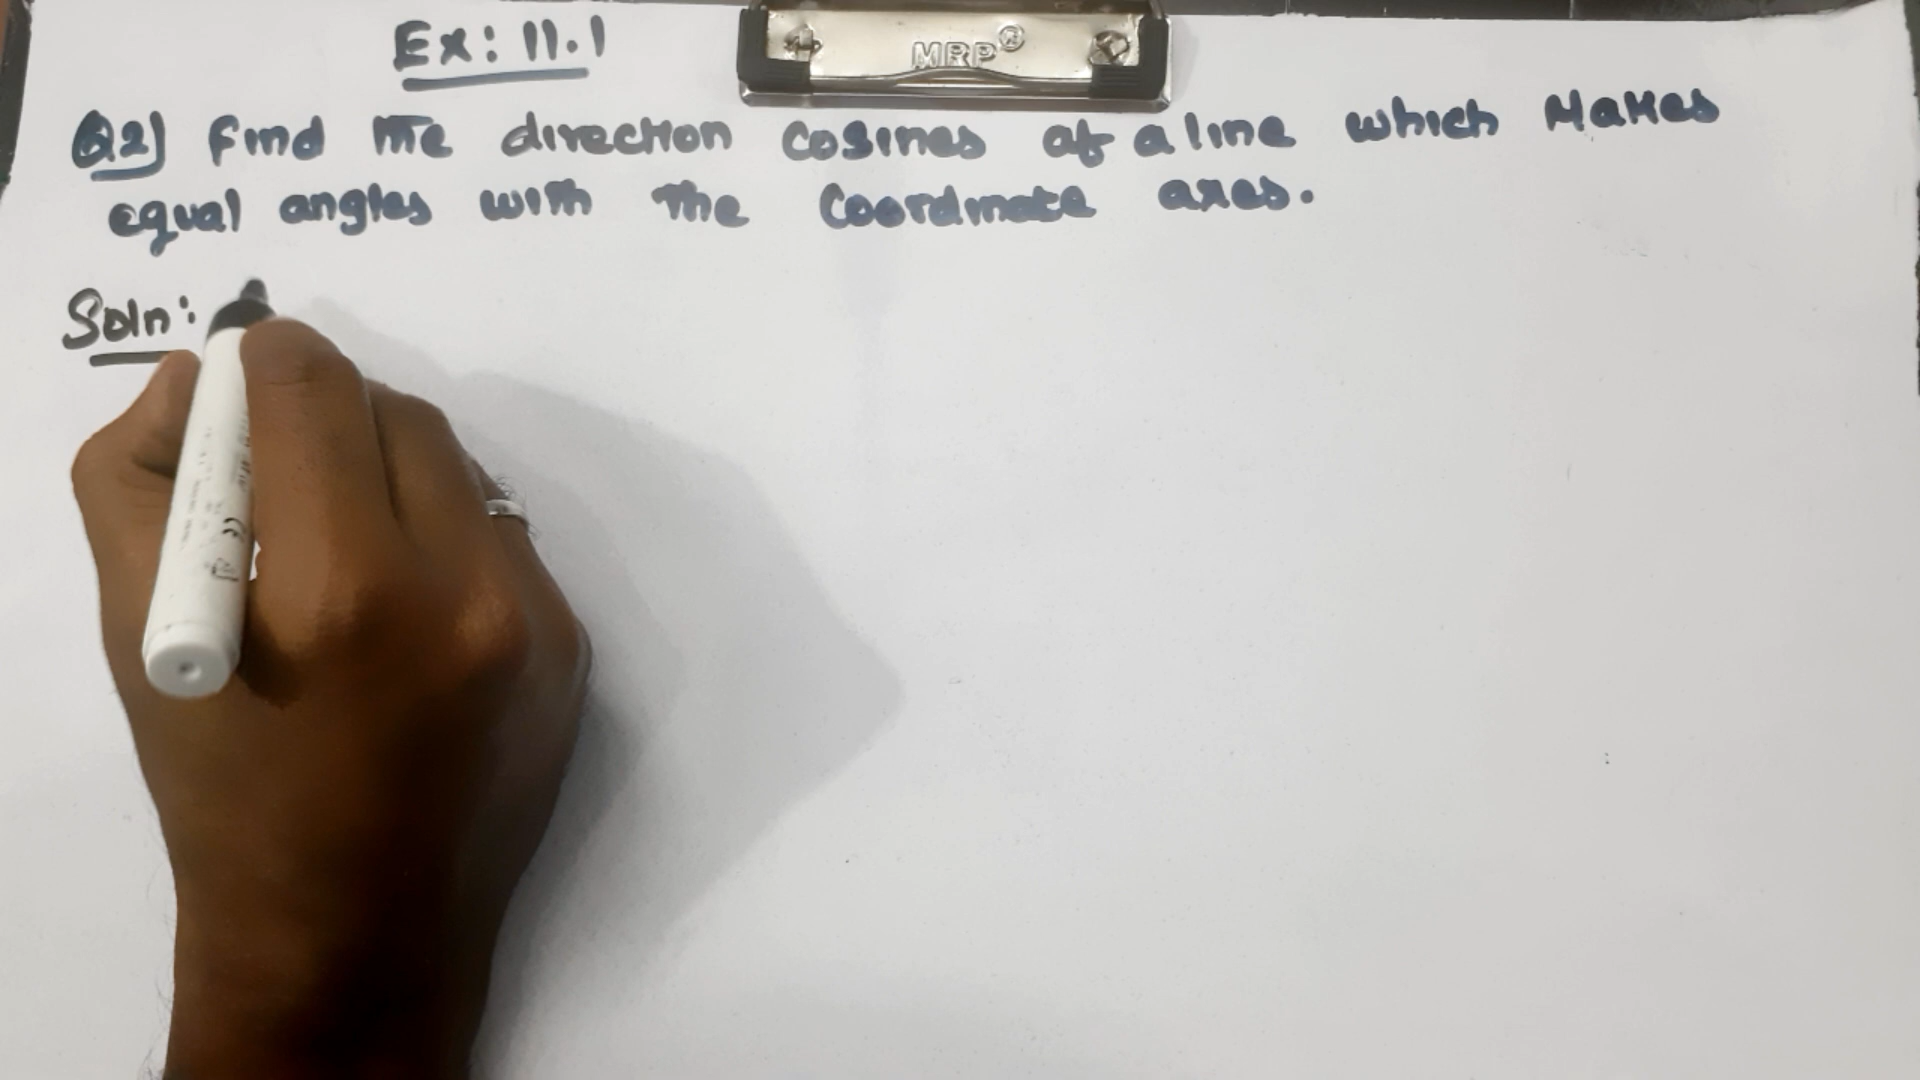 Ex: 11.1
MRP®
Q2) Find the direction cosines of a line which Makes
equal angles with the Coordinate axes.
Soln: